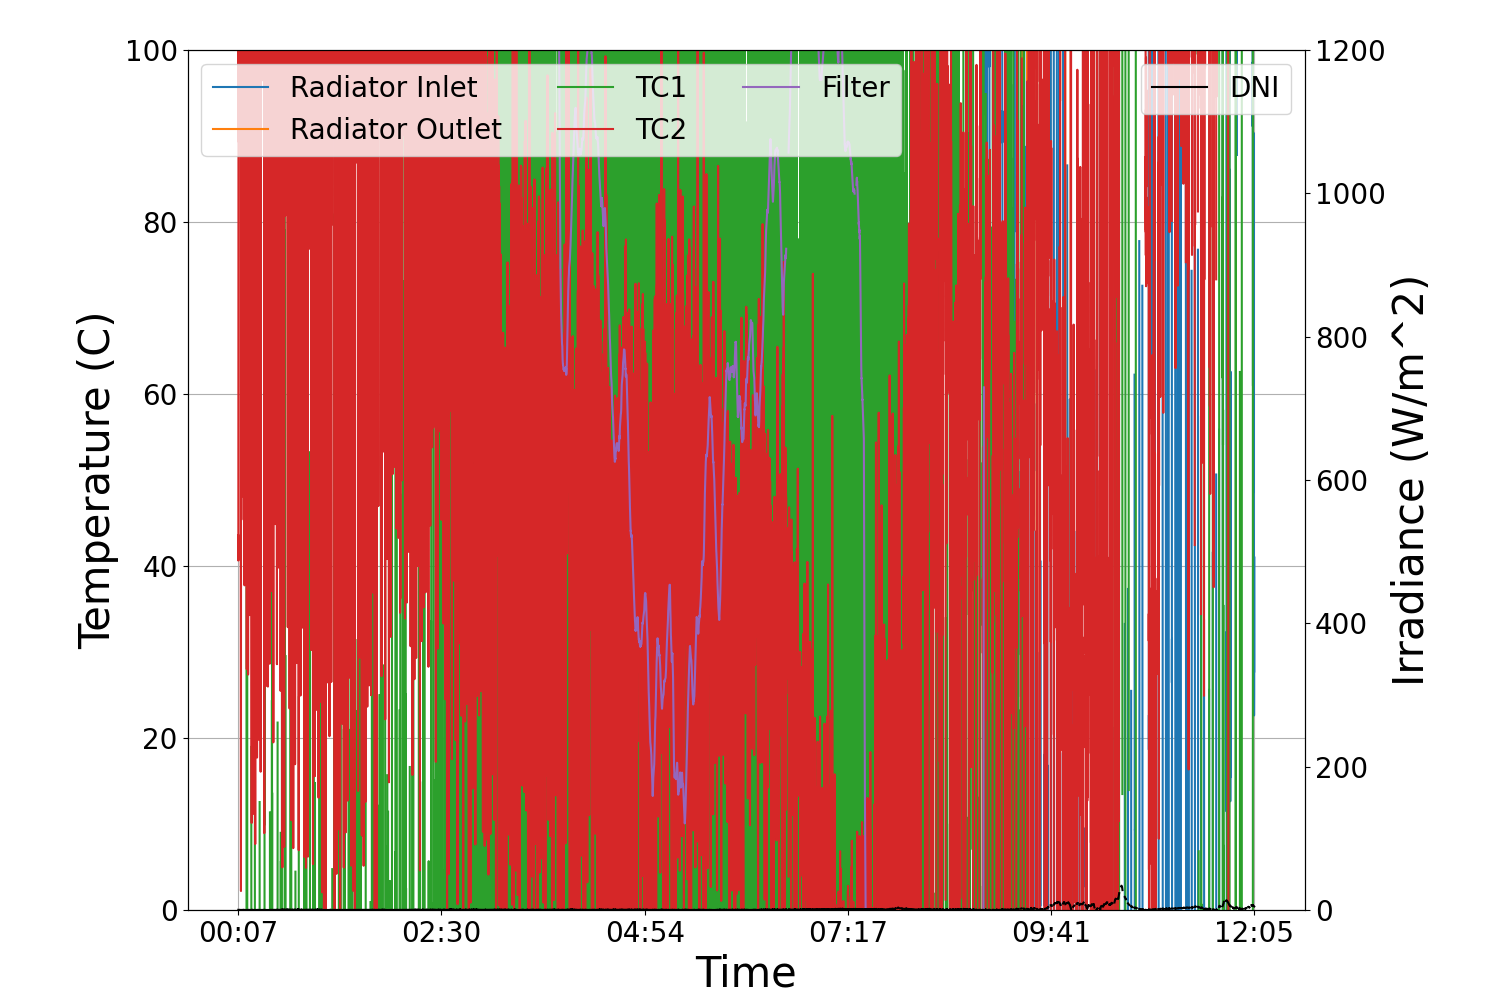 100
80
60
40
20
0
Temperature (C)
Radiator Inlet
Radiator Outlet
TC1
TC2
Filter
DNI
1200
1000
800
600
400
200
0
Irradiance (W/m^2)
00:07
02:30
04:54
07:17
09:41
12:05
Time